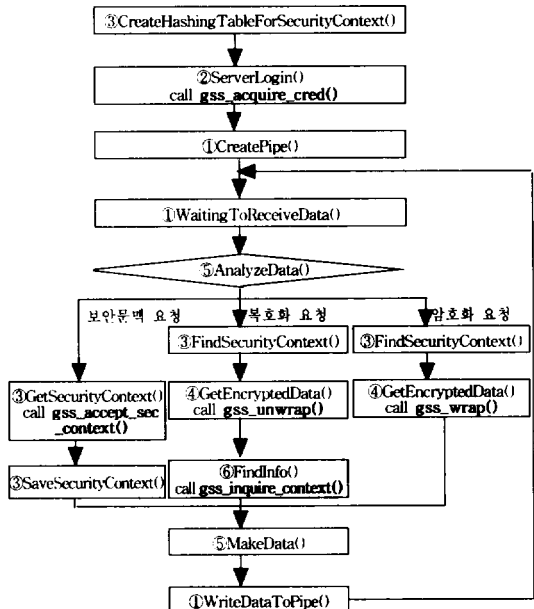 ③CreateHashingTableForSecurityContext()
②ServerLogin()
call gss_acquire_cred()
①CreatePipe()
①WaitingToReceiveData()
⑤AnalyzeData()
보안문맥 요청
복호화 요청
암호화 요청
③FindSecurityContext()
③FindSecurityContext()
③GetSecurityContext()
call gss_accept_sec
_context()
④GetEncryptedData()
call gss_unwrap()
④GetEncryptedData()
call gss_wrap()
③SaveSecurityContext()
⑥FindInfo()
call gss_inquire_context()
⑤MakeData()
①WriteDataToPipe()